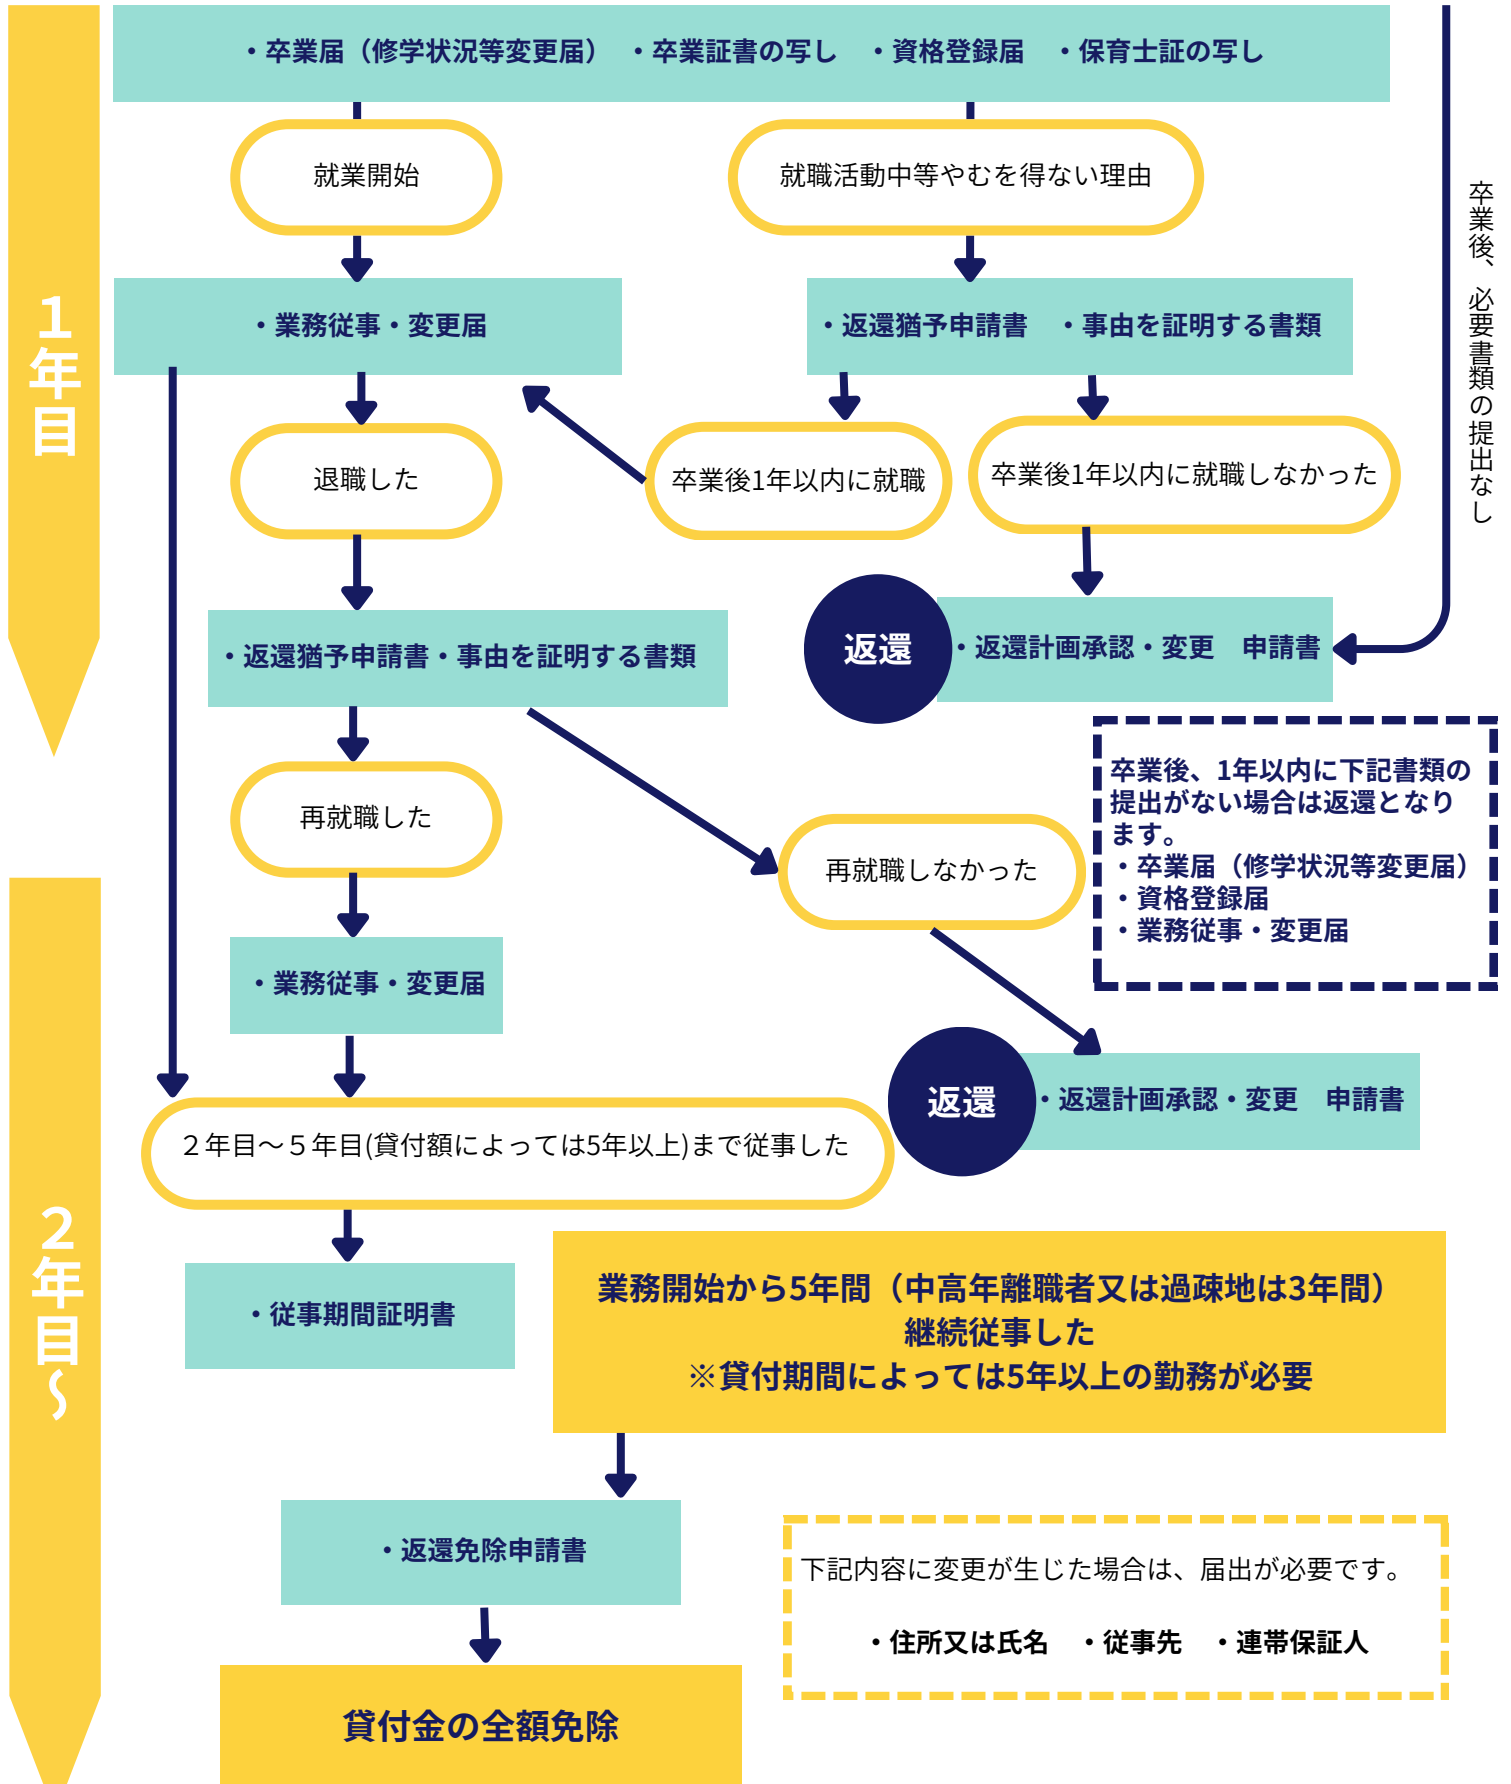 ・卒業届（修学状況等変更届）　・卒業証書の写し　・資格登録届　・保育士証の写し
就業開始
就職活動中等やむを得ない理由
卒業後、必要書類の提出なし
１年目
・業務従事・変更届
・返還猶予申請書　・事由を証明する書類
退職した
卒業後1年以内に就職
卒業後1年以内に就職しなかった
・返還猶予申請書・事由を証明する書類
返還
・返還計画承認・変更　申請書
再就職した
卒業後、1年以内に下記書類の
提出がない場合は返還となり
ます。
・卒業届（修学状況等変更届）
・資格登録届
・業務従事・変更届
再就職しなかった
・業務従事・変更届
返還
・返還計画承認・変更　申請書
２年目～５年目(貸付額によっては5年以上)まで従事した
２年目～
・従事期間証明書
業務開始から5年間（中高年離職者又は過疎地は3年間）
継続従事した
※貸付期間によっては5年以上の勤務が必要
・返還免除申請書
下記内容に変更が生じた場合は、届出が必要です。
・住所又は氏名　・従事先　・連帯保証人
貸付金の全額免除